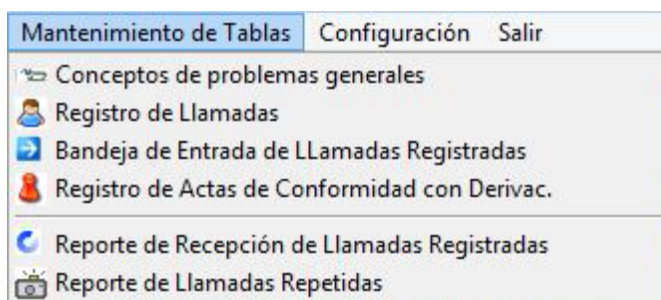 Mantenimiento de Tablas Configuración Salir
Conceptos de problemas generales
Registro de Llamadas
Bandeja de Entrada de LLamadas Registradas
Registro de Actas de Conformidad con Derivac.
Reporte de Recepción de Llamadas Registradas
Reporte de Llamadas Repetidas